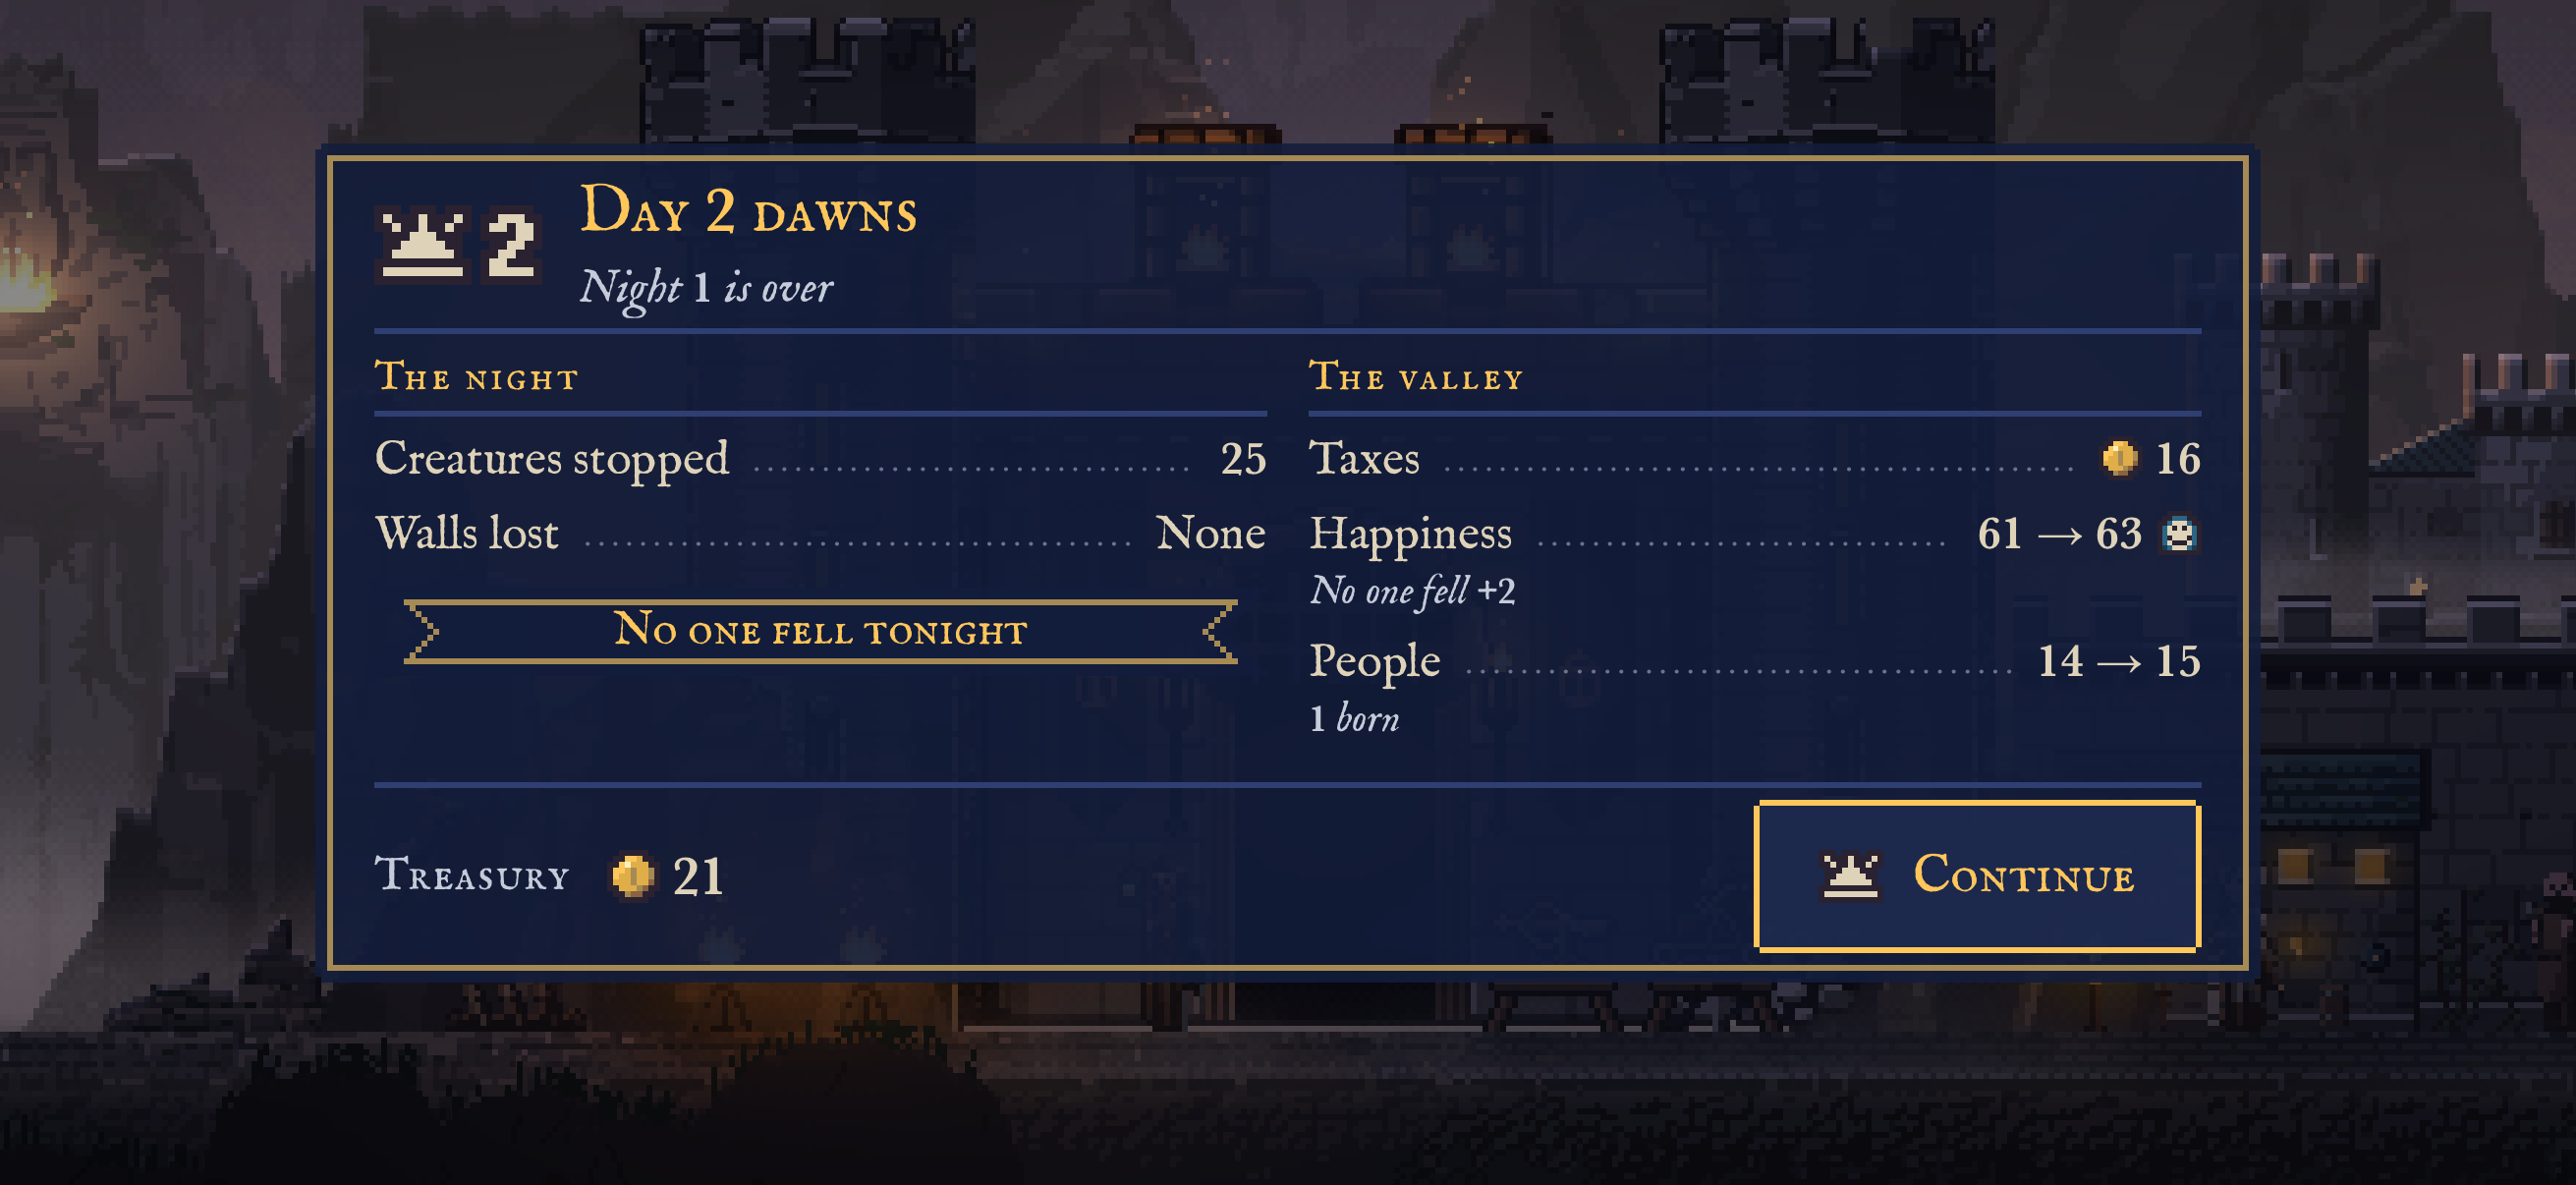 2
Day 2 dawns
Night 1 is over
The night
Creatures stopped 25
Walls lost None
No one fell tonight
The valley
Taxes 16
Happiness 61 → 63
No one fell +2
People 14 → 15
1 born
Treasury 21
Continue